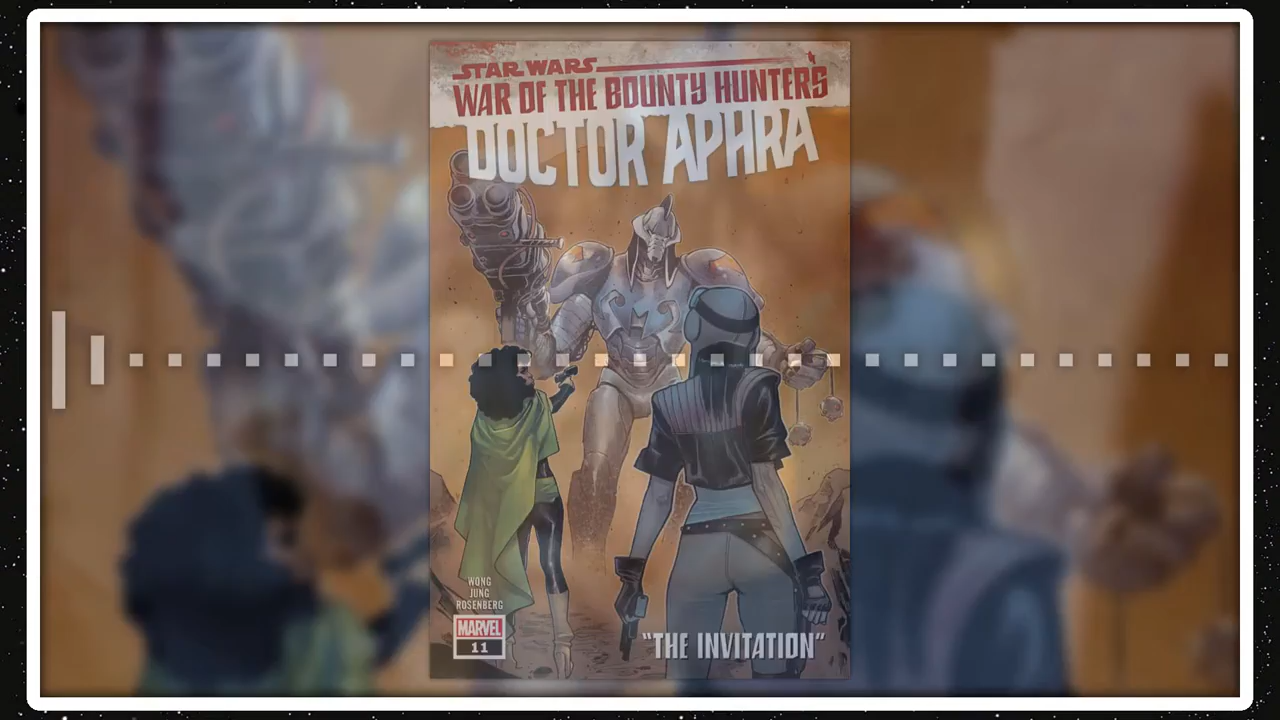 STAR WARS
WAR OF THE BOUNTY HUNTERS
DOCTOR APHRA
WONG
JUNG
ROSENBERG
MARVEL
11
"THE INVITATION"